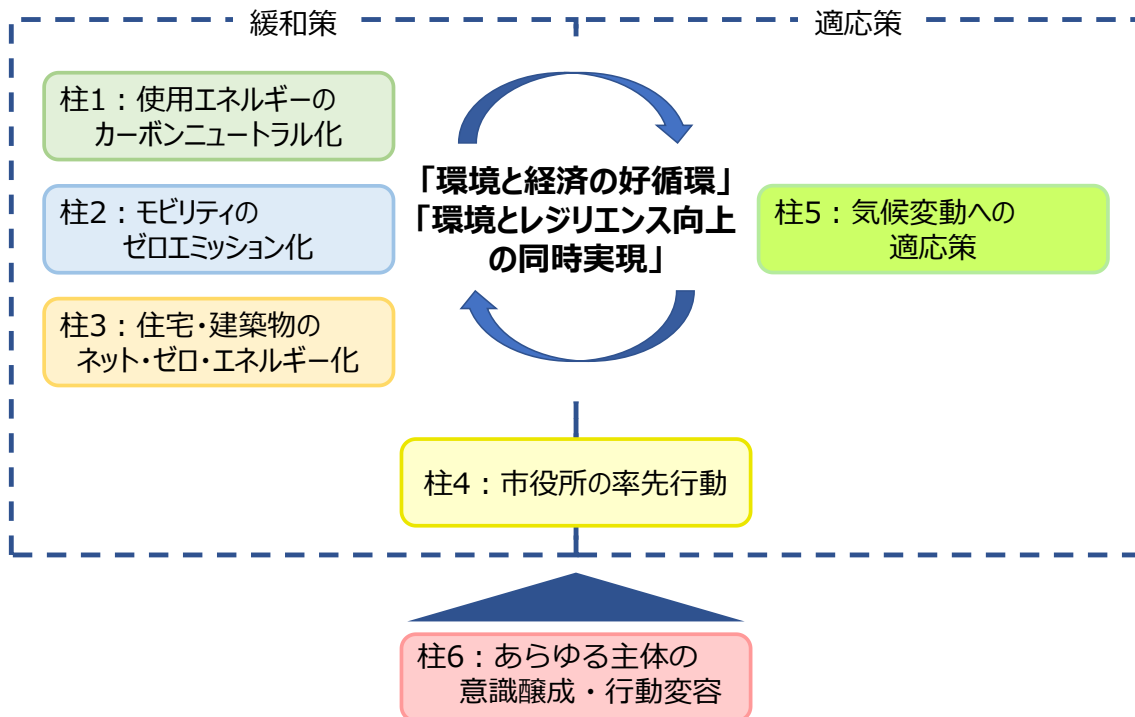 緩和策
適応策
柱1：使用エネルギーの
カーボンニュートラル化
柱2：モビリティの
ゼロエミッション化
柱3：住宅・建築物の
ネット・ゼロ・エネルギー化
「環境と経済の好循環」
「環境とレジリエンス向上
の同時実現」
柱5：気候変動への
適応策
柱4：市役所の率先行動
柱6：あらゆる主体の
意識醸成・行動変容